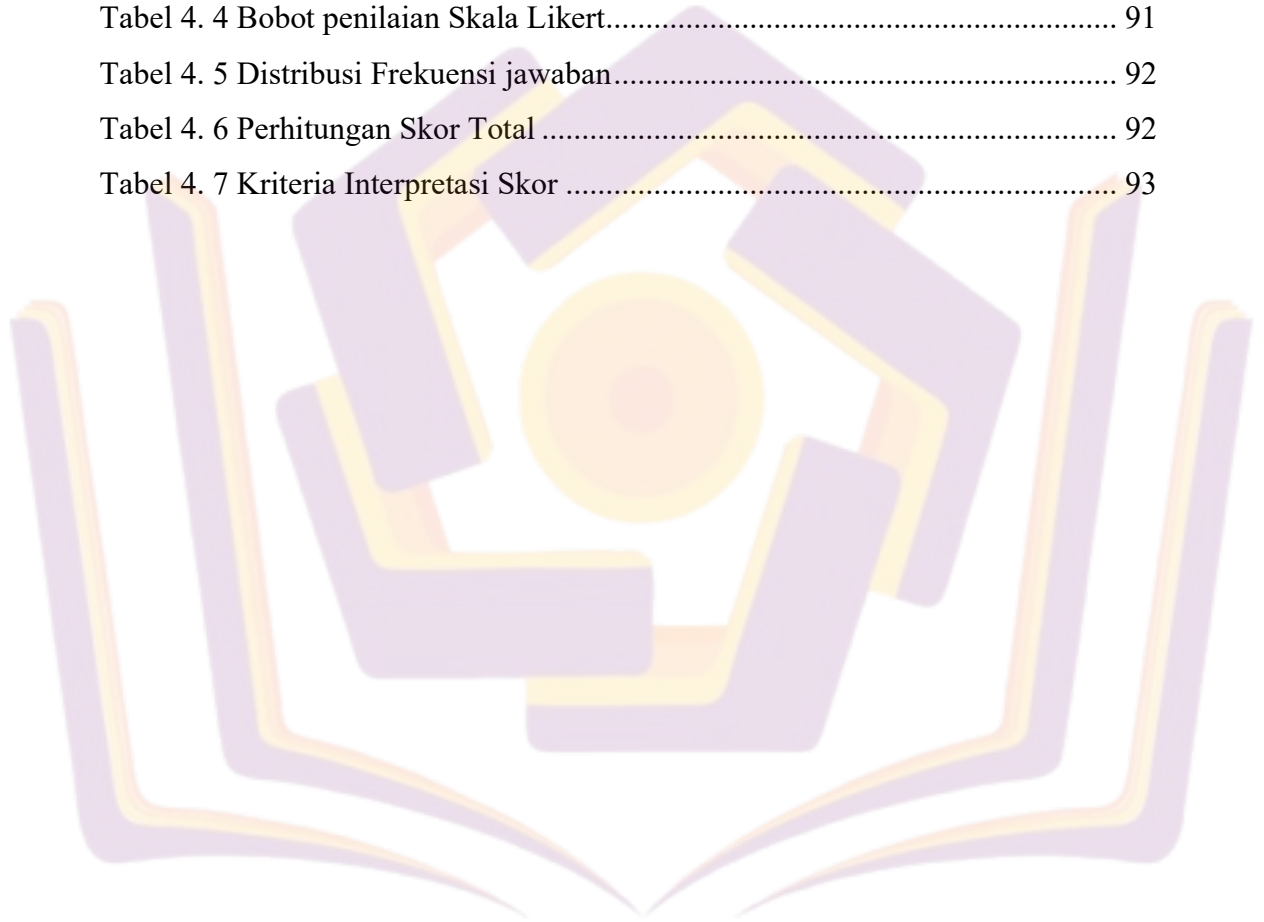 Tabel 4. 4 Bobot penilaian Skala Likert................................................................ 91
Tabel 4. 5 Distribusi Frekuensi jawaban............................................................... 92
Tabel 4. 6 Perhitungan Skor Total ........................................................................ 92
Tabel 4. 7 Kriteria Interpretasi Skor ..................................................................... 93